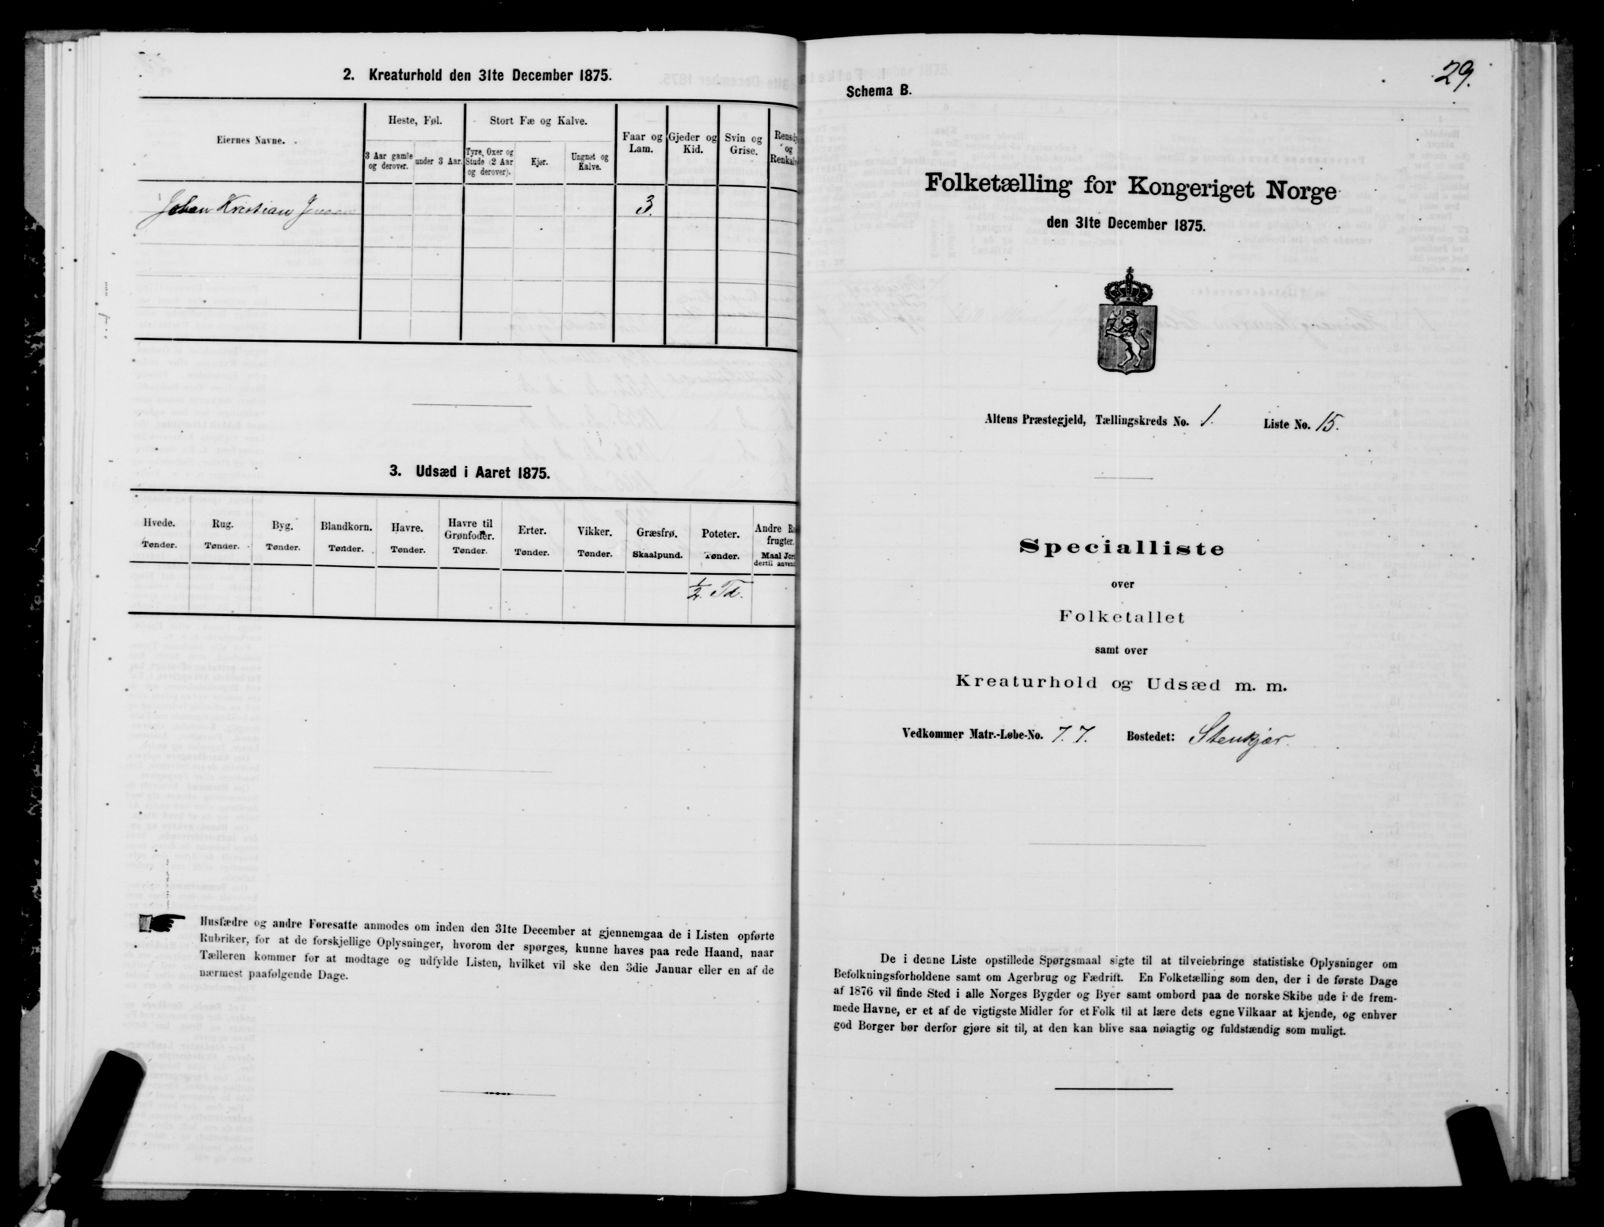 2. Kreaturhold den 31te December 1875.
Eiernes Navne.
Heste, Føl.
Stort Fæ og Kalve.
Faar og Lam.
Gjeder og Kid.
Svin og Grise.
3 Aar gamle og derover.
under 3 Aar.
Tyre, Oxer og Stude (2 Aar og derover).
Kjør.
Ungnøt og Kalve.
Johan Kristian 3.
3. Udsæd i Aaret 1875.
Hvede. Rug. Byg. Blandkorn. Havre. Havre til Grønfoder. Erter. Vikker. Græsfrø. Poteter. Andre
Tønder. Tønder. Tønder. Tønder. Tønder. Tønder. Tønder. Tønder. Skaalpund. Tønder. Maal
½ Td.
Husfædre og andre Foresatte anmodes om inden den 31te December at gjennemgaa de i Listen opførte
Rubriker, for at de forskjellige Oplysninger, hvorom der spørges, kunne haves paa rede Haand, naar
Tælleren kommer for at modtage og udfylde Listen, hvilket vil ske den 3die Januar eller en af de
nærmest paafølgende Dage.
29.
Schema B.
Folketælling for Kongeriget Norge
den 31te December 1875.
Altens Præstegjeld, Tællingskreds No. 1. Liste No. 15.
Specialliste
over
Folketallet
samt over
Kreaturhold og Udsæd m. m.
Vedkommer Matr.-Løbe-No. 7.7. Bostedet: Stenkjær.
De i denne Liste opstillede Spørgsmaal sigte til at tilveiebringe statistiske Oplysninger om
Befolkningsforholdene samt om Agerbrug og Fædrift. En Folketælling som den, der i de første Dage
af 1876 vil finde Sted i alle Norges Bygder og Byer samt ombord paa de norske Skibe ude i de frem-
mede Havne, er et af de vigtigste Midler for et Folk til at lære dets egne Vilkaar at kjende, og enhver
god Borger bør derfor gjøre sit til, at den kan blive saa nøiagtig og fuldstændig som muligt.